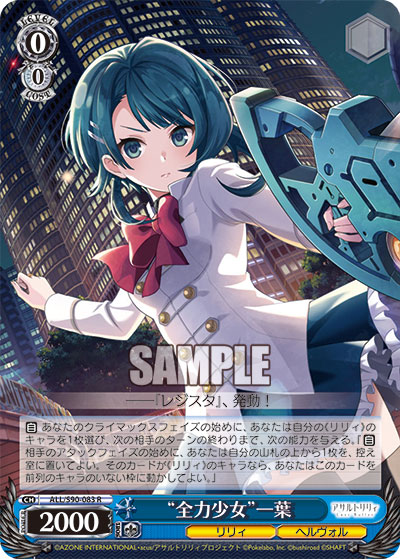 LEVEL
0
0
COST
SAMPLE
――『レジスタ』、発動！
自 あなたのクライマックスフェイズの始めに、あなたは自分の《リリィ》の
キャラを1枚選び、次の相手のターンの終わりまで、次の能力を与える。『
自 相手のアタックフェイズの始めに、あなたは自分の山札の上から1枚を、控え
室に置いてよい。そのカードが《リリィ》のキャラなら、あなたはこのカードを
前列のキャラのいない枠に動かしてよい。』
CH
ALL/S90-083 R
2000
“全力少女”一葉
アサルトリリィ
リリィ
ヘルヴォル
©AZONE INTERNATIONAL・acus/アサルトリリィプロジェクト ©Pokelabo, Inc. ©bushiroad ©SHAFT